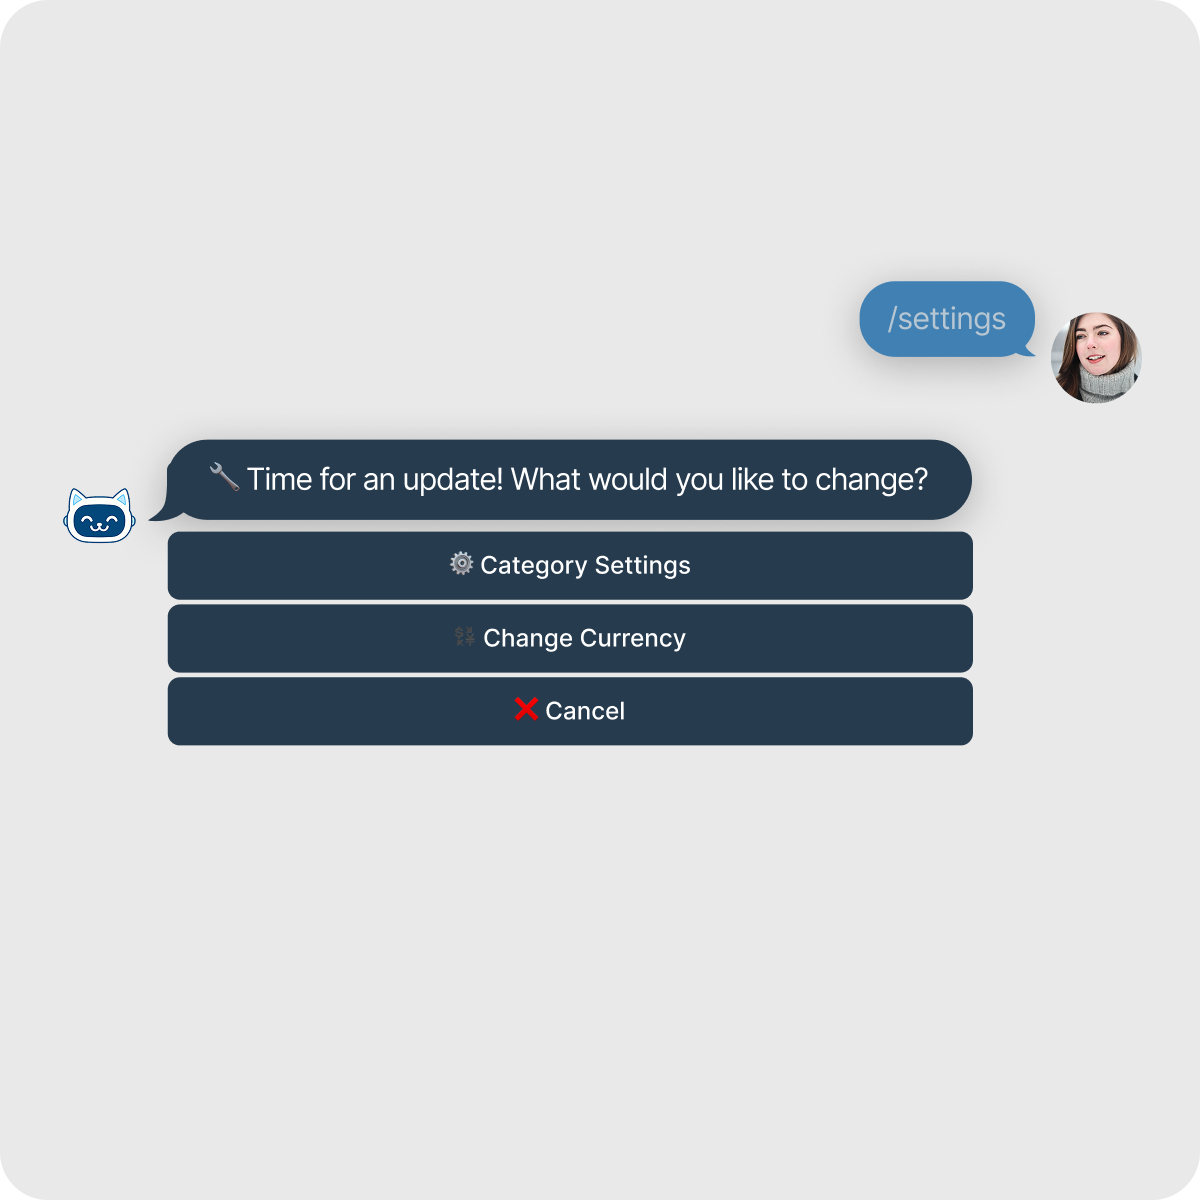 /settings
🔧 Time for an update! What would you like to change?
⚙️ Category Settings
💱 Change Currency
❌ Cancel